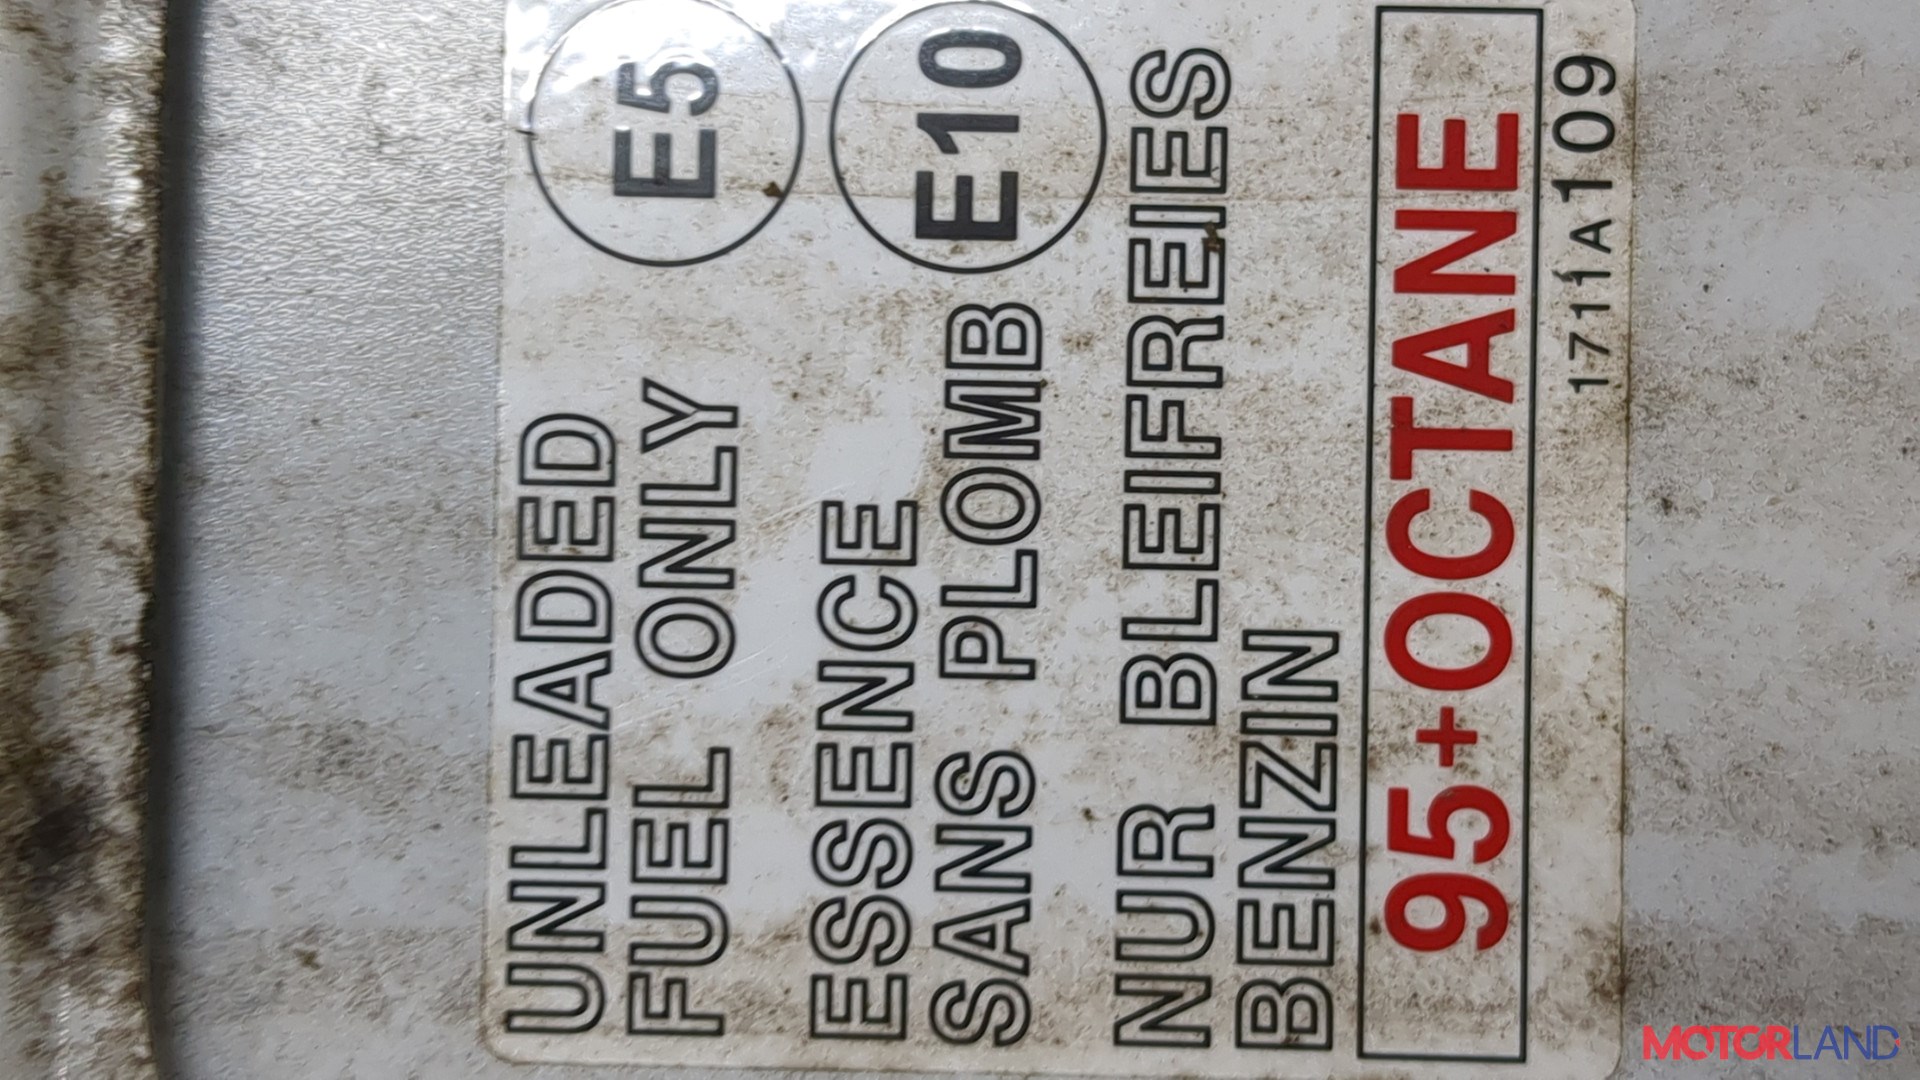 UNLEADED
FUEL ONLY
E5
ESSENCE
SANS PLOMB
E10
NUR BLEIFREIES
BENZIN
95+OCTANE
1711A109
MOTORLAND